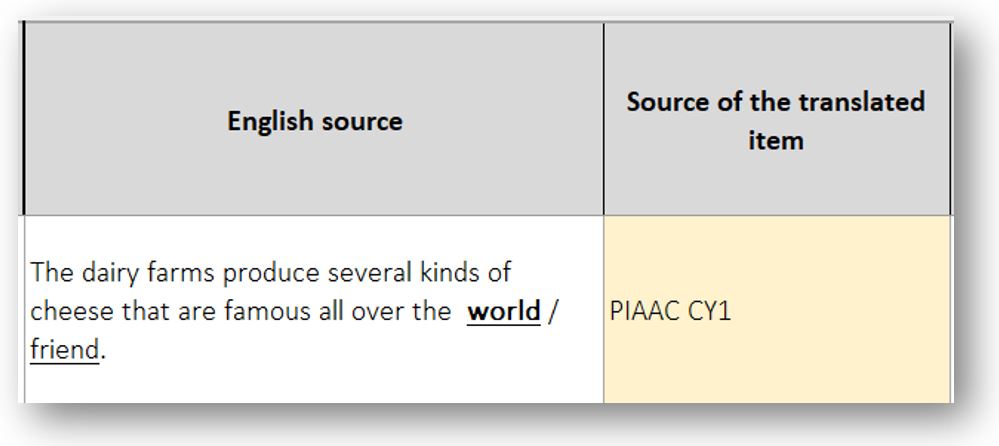 English source
Source of the translated
item
The dairy farms produce several kinds of
cheese that are famous all over the world /
friend.
PIAAC CY1